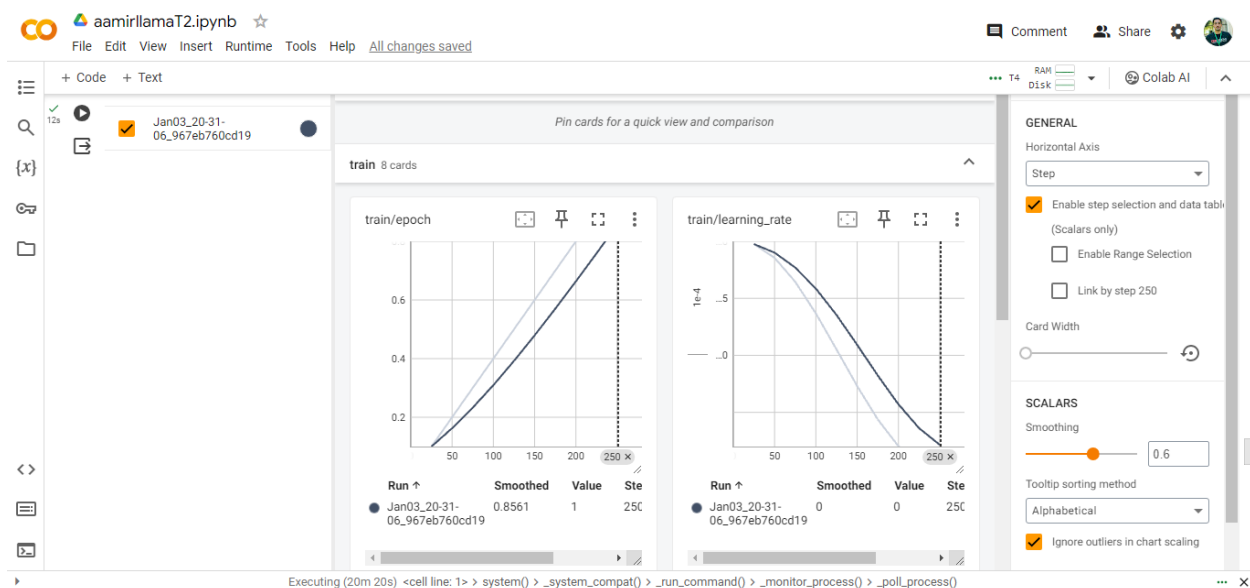 aamirllamaT2.ipynb
Comment
Share
File Edit View Insert Runtime Tools Help All changes saved
+ Code + Text
T4
RAM
Disk
Colab AI
12s
Jan03_20-31-
06_967eb760cd19
{x}
Pin cards for a quick view and comparison
train 8 cards
train/epoch
0.6
0.4
0.2
50 100 150 200 250 ×
Run ↑ Smoothed Value Ste
Jan03_20-31- 0.8561 1 250
06_967eb760cd19
train/learning_rate
1e-4
...5
...0
50 100 150 200 250 ×
Run ↑ Smoothed Value Ste
Jan03_20-31- 0 0 250
06_967eb760cd19
GENERAL
Horizontal Axis
Step
Enable step selection and data table
(Scalars only)
Enable Range Selection
Link by step 250
Card Width
SCALARS
Smoothing
0.6
Tooltip sorting method
Alphabetical
Ignore outliers in chart scaling
Executing (20m 20s) <cell line: 1> > system() > _system_compat() > _run_command() > _monitor_process() > _poll_process()